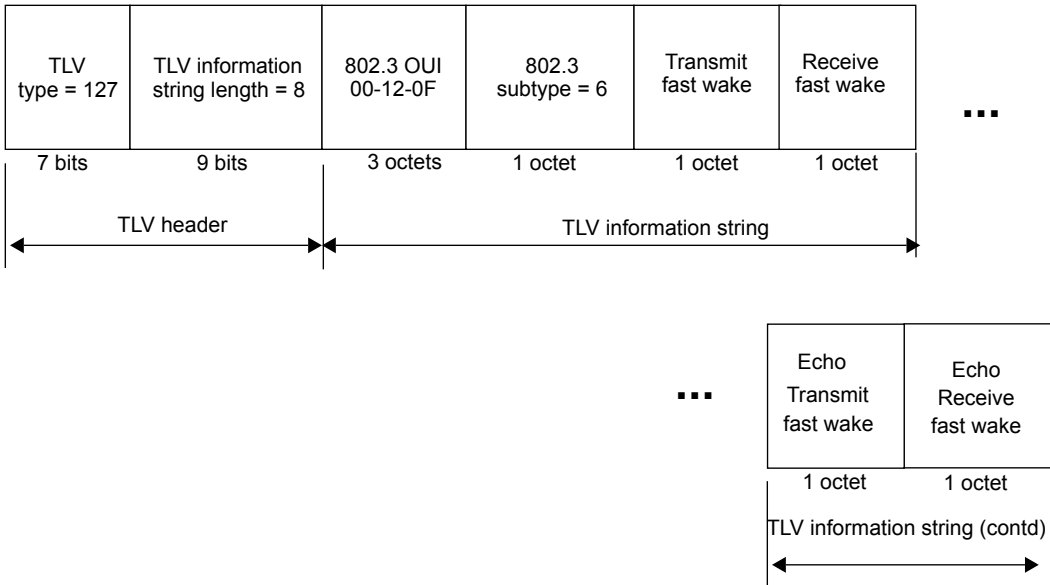 TLV
type = 127
TLV information
string length = 8
802.3 OUI
00-12-0F
802.3
subtype = 6
Transmit
fast wake
Receive
fast wake
...
7 bits
9 bits
3 octets
1 octet
1 octet
1 octet
TLV header
TLV information string
...
Echo
Transmit
fast wake
Echo
Receive
fast wake
1 octet
1 octet
TLV information string (contd)